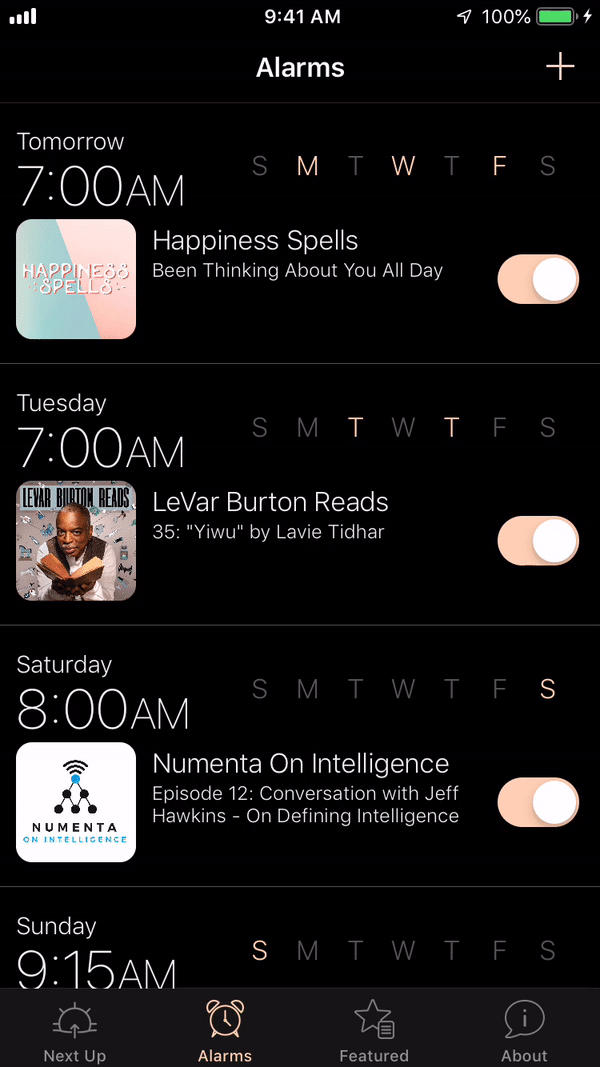 9:41 AM
100%
Alarms
Tomorrow
S M T W T F S
7:00AM
HAPPINESS
SPELLS
Happiness Spells
Been Thinking About You All Day
Tuesday
S M T W T F S
7:00AM
LEVAR BURTON READS
LeVar Burton Reads
35: "Yiwu" by Lavie Tidhar
Saturday
S M T W T F S
8:00AM
NUMENTA
ON INTELLIGENCE
Numenta On Intelligence
Episode 12: Conversation with Jeff
Hawkins - On Defining Intelligence
Sunday
S M T W T F S
9:15AM
Next Up
Alarms
Featured
About